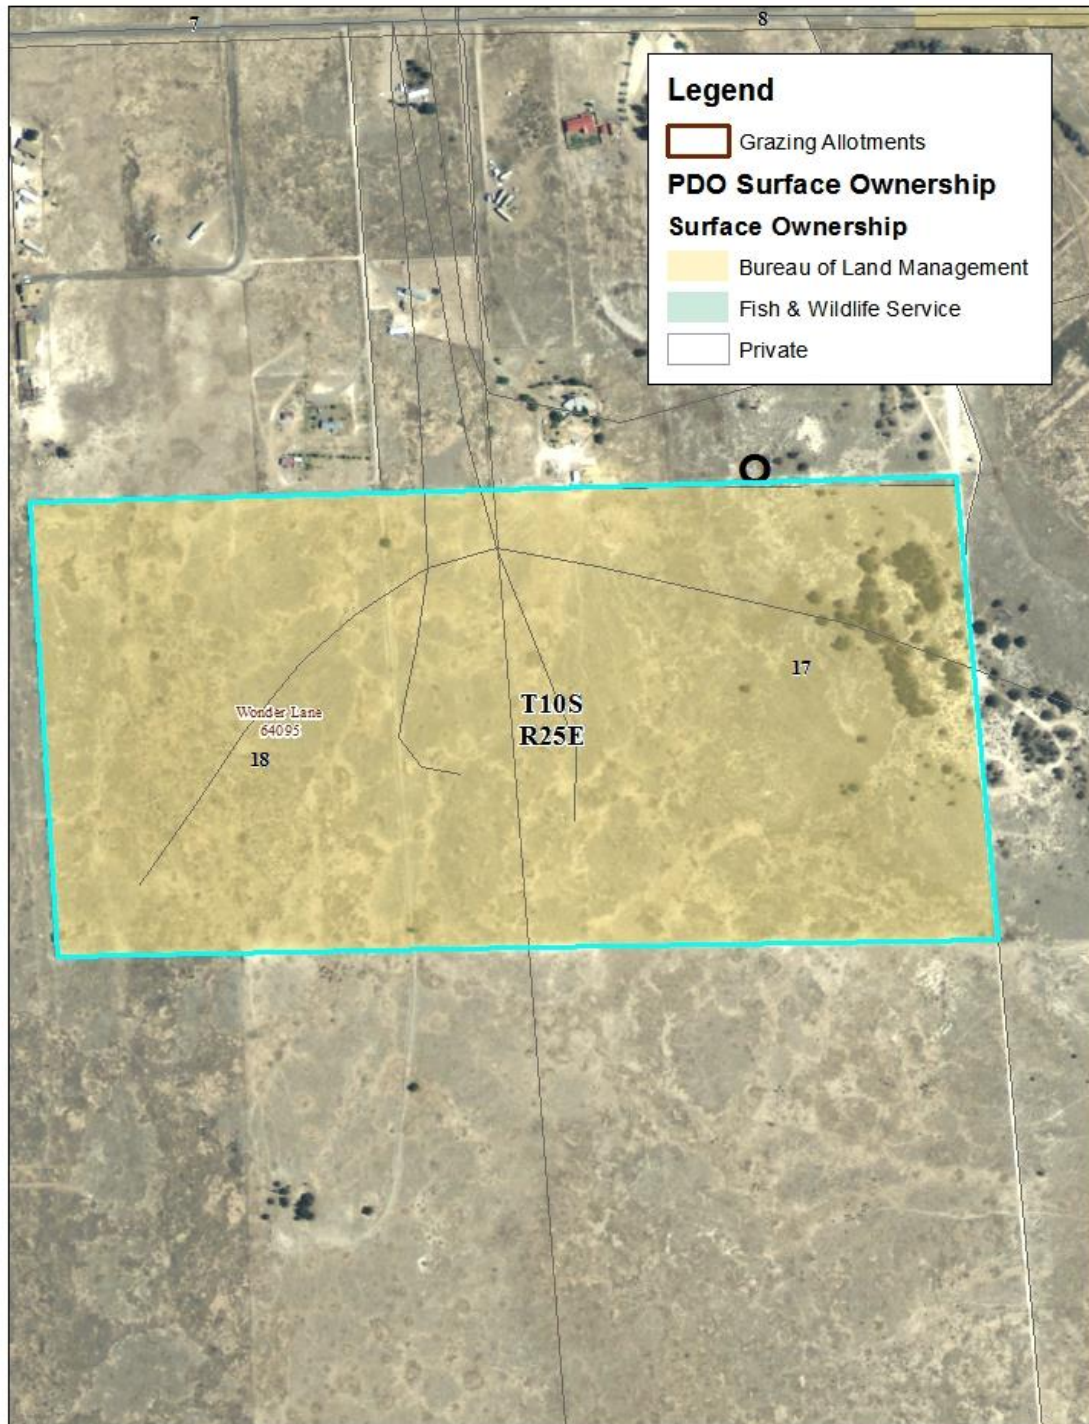 7
8
Legend
Grazing Allotments
PDO Surface Ownership
Surface Ownership
Bureau of Land Management
Fish & Wildlife Service
Private
17
T10S
R25E
Wonder Lane
64095
18